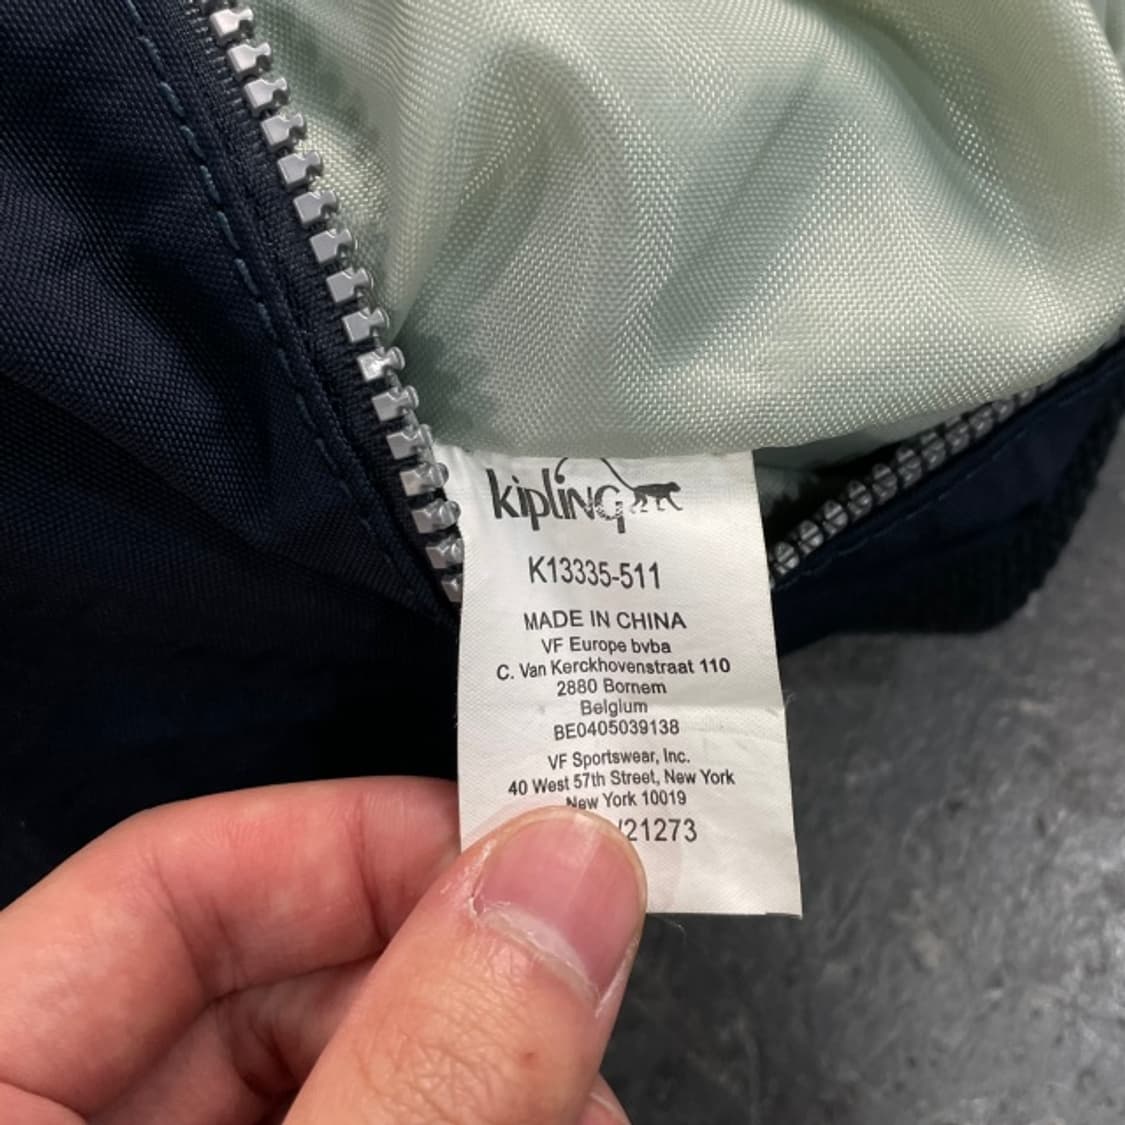 kipling
K13335-511
MADE IN CHINA
VF Europe bvba
C. Van Kerckhovenstraat 110
2880 Bornem
Belgium
BE0405039138
VF Sportswear, Inc.
40 West 57th Street, New York
New York 10019
/21273